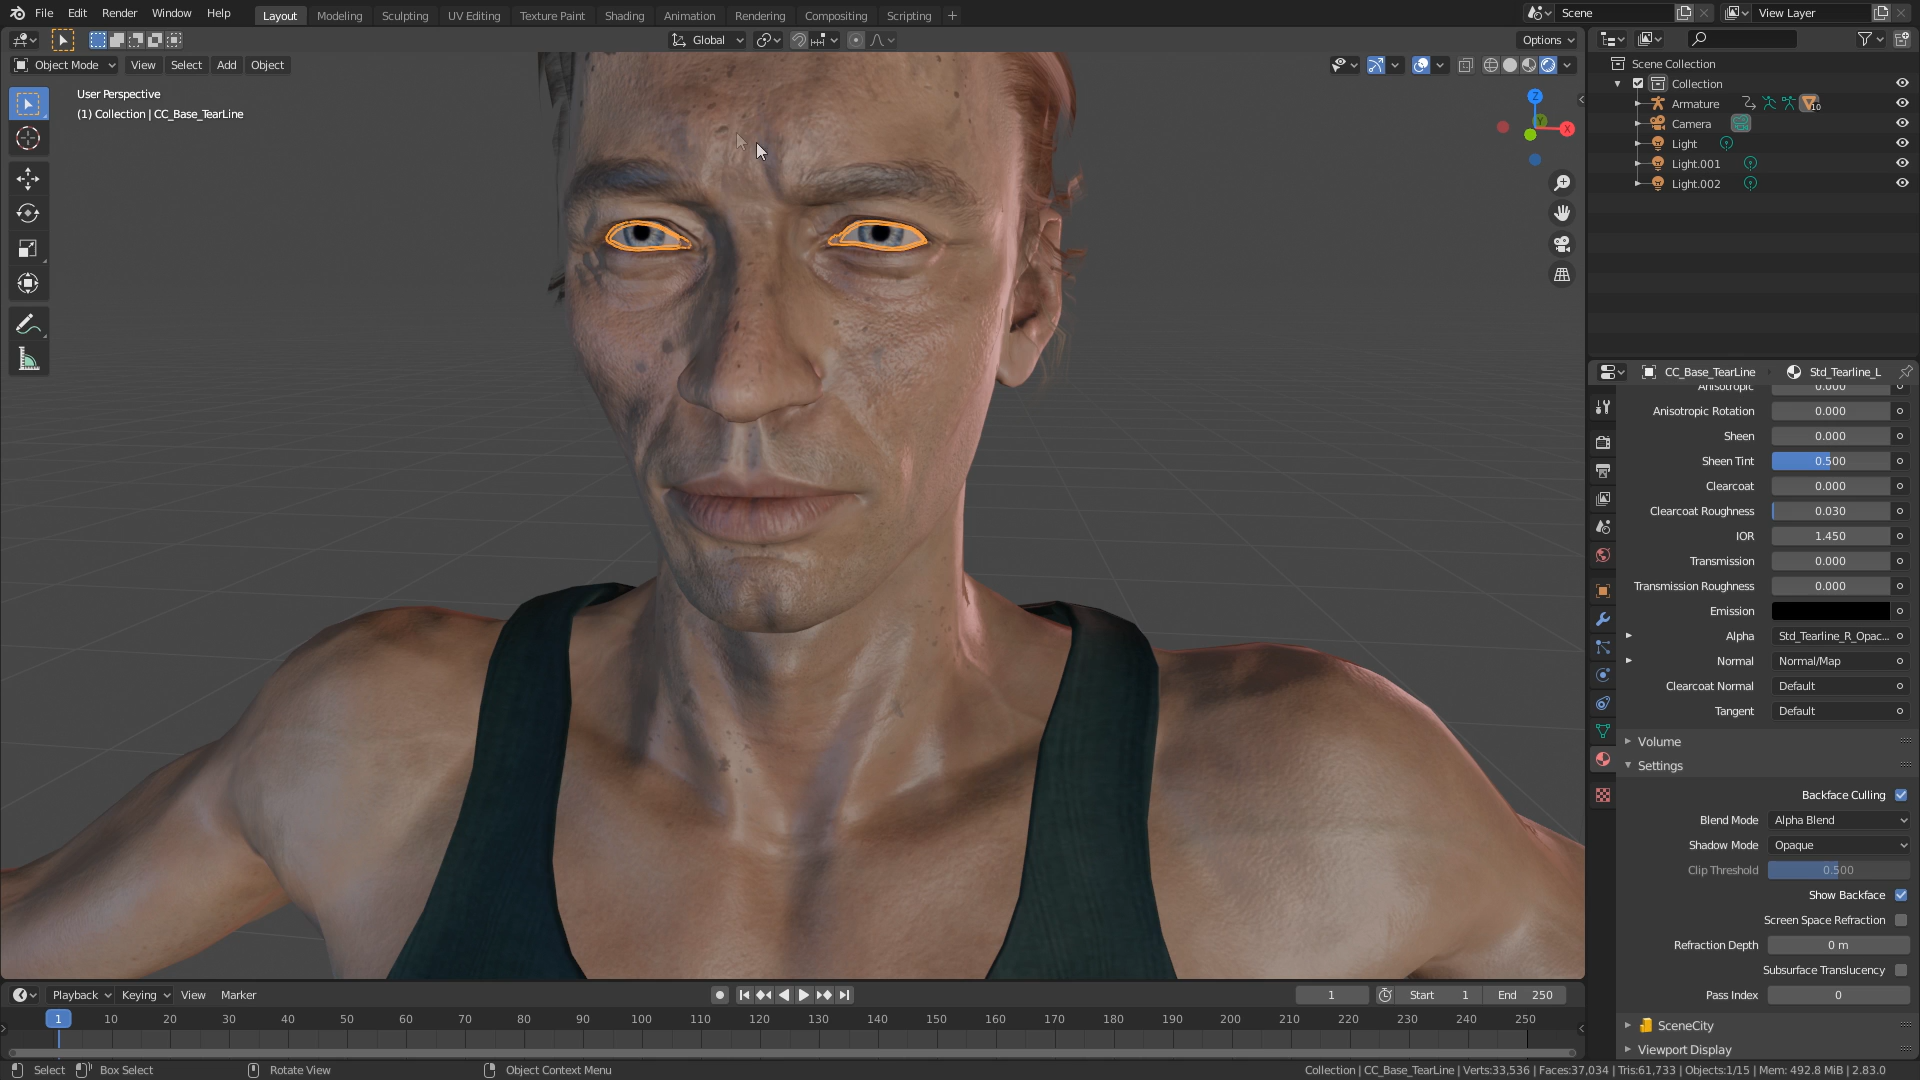 File Edit Render Window Help
Layout Modeling Sculpting UV Editing Texture Paint Shading Animation Rendering Compositing Scripting +
Scene
View Layer
Global
Options
Object Mode View Select Add Object
User Perspective
(1) Collection | CC_Base_TearLine
Z
Y
X
Scene Collection
Collection
Armature
10
Camera
Light
Light.001
Light.002
CC_Base_TearLine
Std_Tearline_L
Anisotropic 0.000
Anisotropic Rotation 0.000
Sheen 0.000
Sheen Tint 0.500
Clearcoat 0.000
Clearcoat Roughness 0.030
IOR 1.450
Transmission 0.000
Transmission Roughness 0.000
Emission
Alpha Std_Tearline_R_Opac...
Normal Normal/Map
Clearcoat Normal Default
Tangent Default
Volume
Settings
Backface Culling
Blend Mode Alpha Blend
Shadow Mode Opaque
Clip Threshold 0.500
Show Backface
Screen Space Refraction
Refraction Depth 0 m
Subsurface Translucency
Pass Index 0
SceneCity
Viewport Display
Playback Keying View Marker
1
Start 1
End 250
1 10 20 30 40 50 60 70 80 90 100 110 120 130 140 150 160 170 180 190 200 210 220 230 240 250
Select Box Select Rotate View Object Context Menu
Collection | CC_Base_TearLine | Verts:33,536 | Faces:37,034 | Tris:61,733 | Objects:1/15 | Mem: 492.8 MiB | 2.83.0